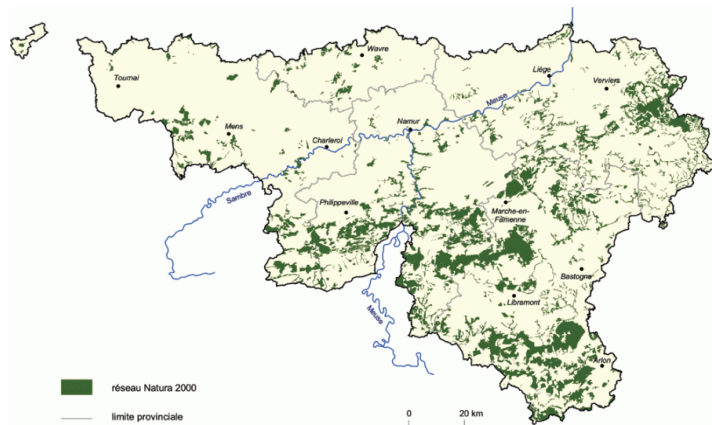 Wavre
Tournai
Liège
Verviers
Meuse
Namur
Mons
Charleroi
Sambre
Philippeville
Marche-en-
Famenne
Bastogne
Libramont
Meuse
Arlon
réseau Natura 2000
limite provinciale
0 20 km